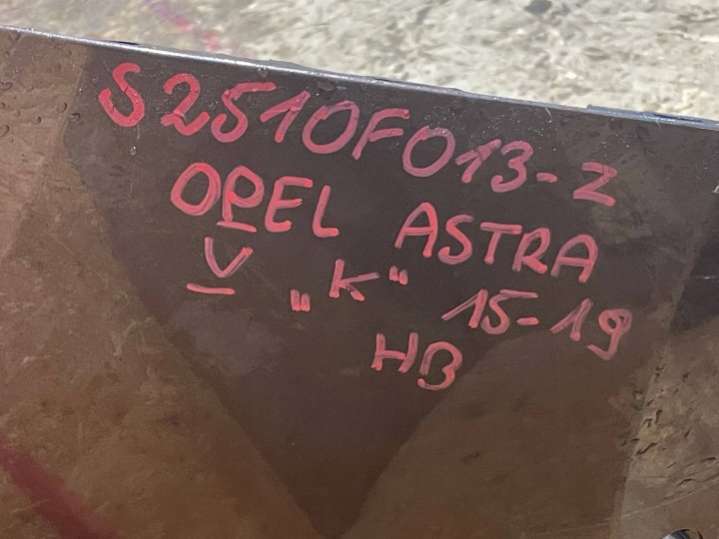 S2510F013-Z
OPEL ASTRA
V „K" 15-19
HB